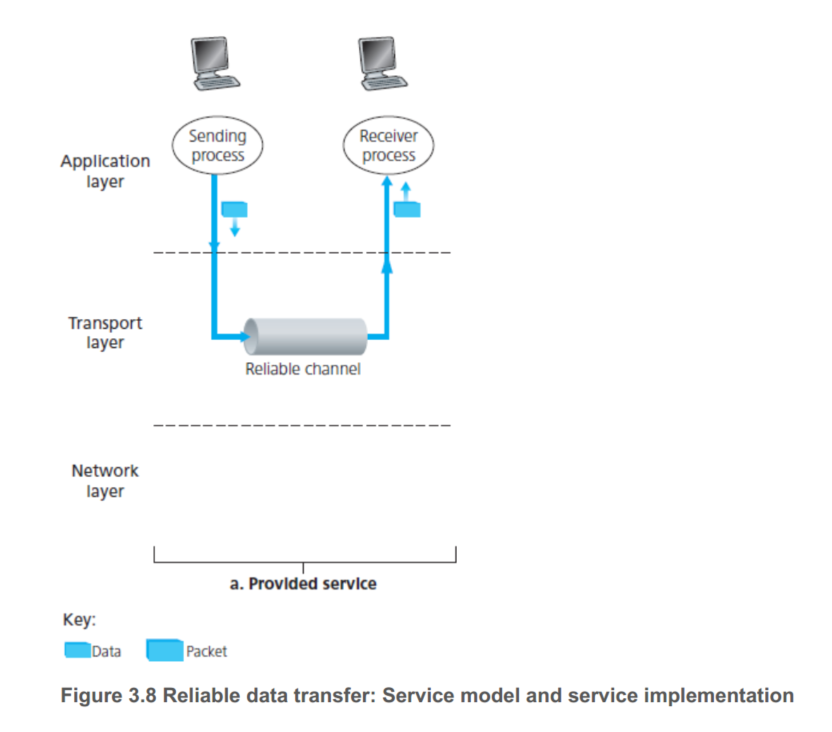 Sending
process
Receiver
process
Application
layer
Transport
layer
Reliable channel
Network
layer
a. Provided service
Key:
Data
Packet
Figure 3.8 Reliable data transfer: Service model and service implementation